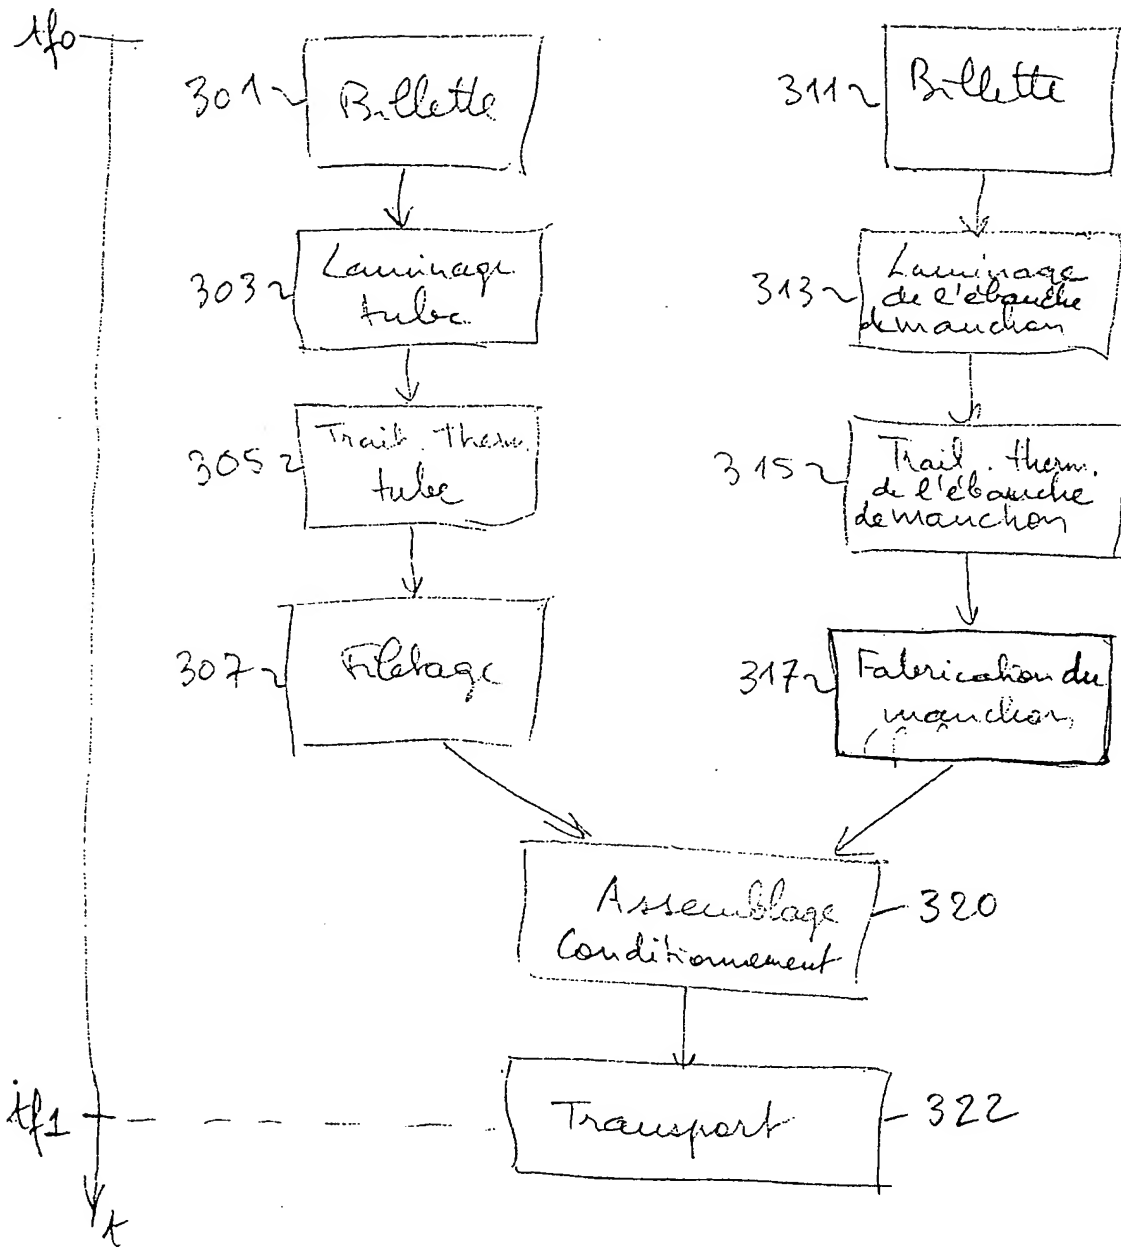 tf0
301
Billette
311
Billette
303
Laminage
tube
313
Laminage
de l'ébauche
de manchon
305
Trait. therm.
tube
315
Trait. therm.
de l'ébauche
de manchon
307
Filetage
317
Fabrication du
manchon
Assemblage
Conditionnement
320
tf1
Transport
322
t